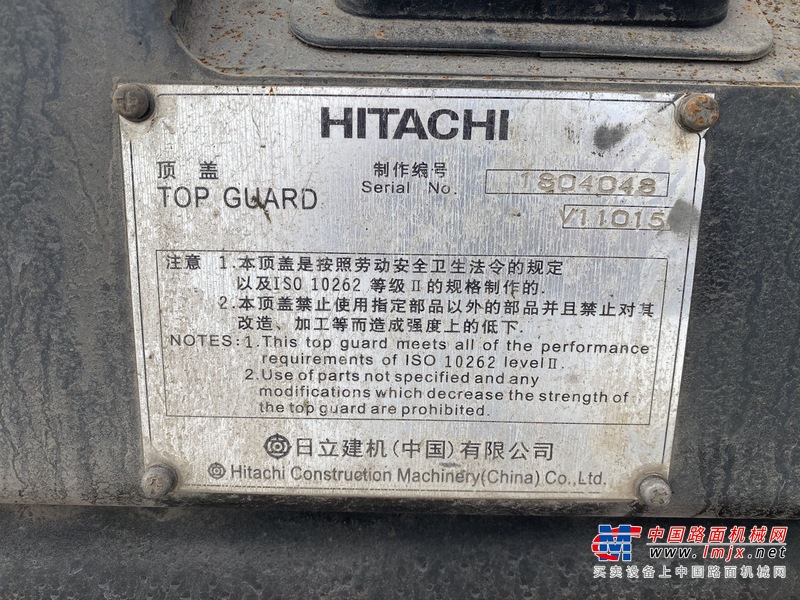 HITACHI
顶 盖
TOP GUARD
制作编号
Serial No.
1804048
V11015
注意 1.本顶盖是按照劳动安全卫生法令的规定
以及ISO 10262 等级Ⅱ的规格制作的.
2.本顶盖禁止使用指定部品以外的部品并且禁止对其
改造、加工等而造成强度上的低下.
NOTES: 1.This top guard meets all of the performance
requirements of ISO 10262 levelⅡ.
2.Use of parts not specified and any
modifications which decrease the strength of
the top guard are prohibited.
日立建机(中国)有限公司
Hitachi Construction Machinery(China) Co.,Ltd.
中国路面机械网
www.lmjx.net
买卖设备上中国路面机械网